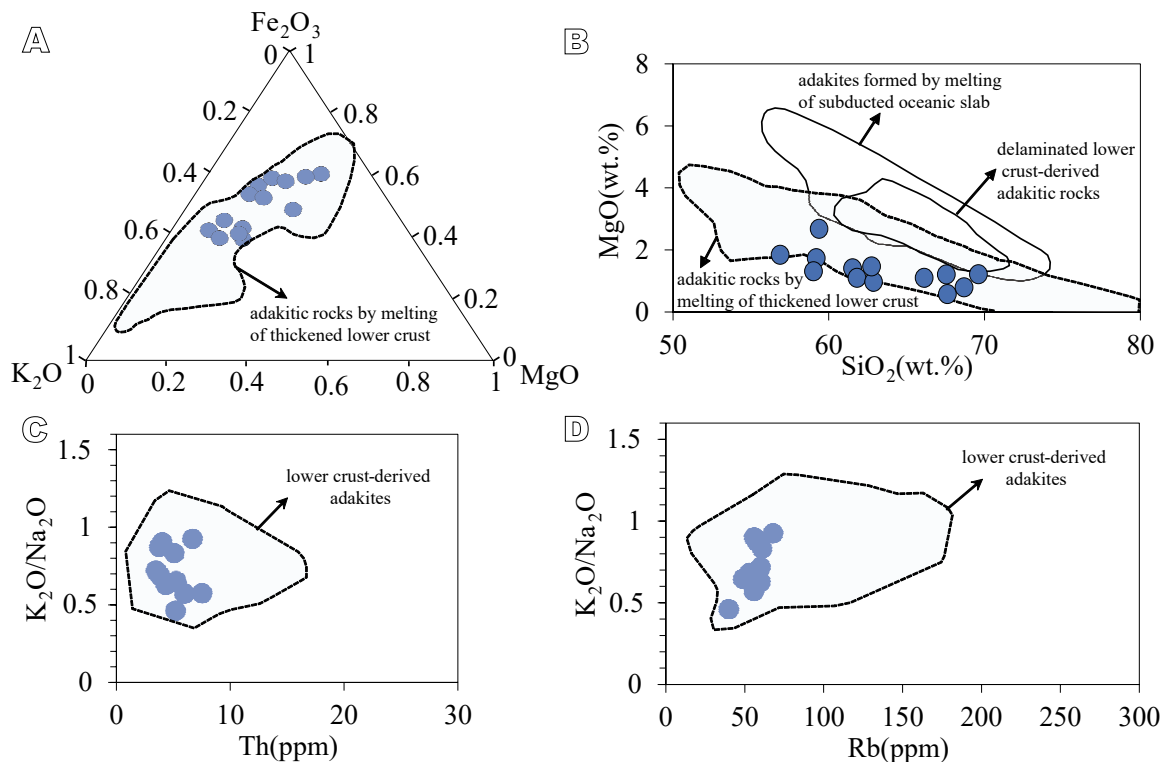 A
Fe₂O₃
0 1
0.2
0.8
0.4
0.6
0.6
0.4
0.8
0.2
1
0
K₂O
MgO
0
0.2
0.4
0.6
0.8
1
adakitic rocks by melting
of thickened lower crust
B
8
6
4
2
0
MgO(wt.%)
50
60
70
80
SiO₂(wt.%)
adakites formed by melting
of subducted oceanic slab
delaminated lower
crust-derived
adakitic rocks
adakitic rocks by
melting of thickened lower crust
C
1.5
1
0.5
0
K₂O/Na₂O
0
10
20
30
Th(ppm)
lower crust-derived
adakites
D
1.5
1
0.5
0
K₂O/Na₂O
0
50
100
150
200
250
300
Rb(ppm)
lower crust-derived
adakites